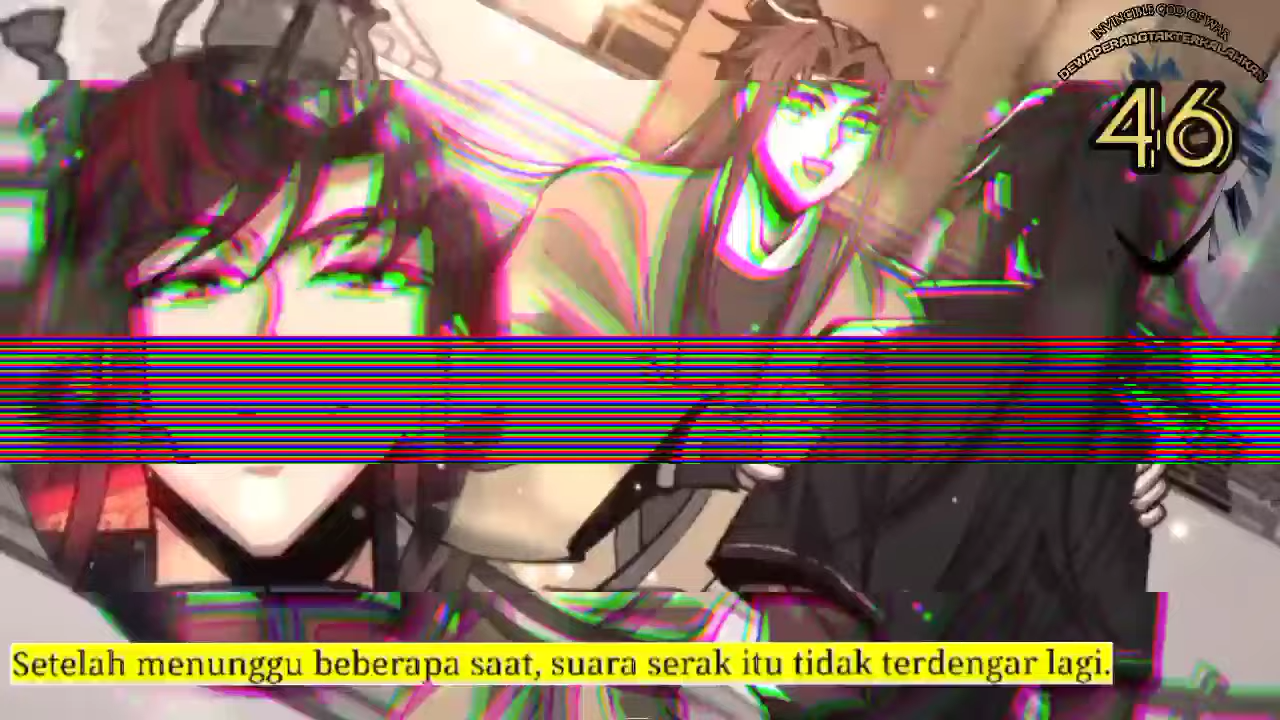 INVINCIBLE GOD OF WAR
DEWAPERANGTAKTERKALAHKAN
46
Setelah menunggu beberapa saat, suara serak itu tidak terdengar lagi.